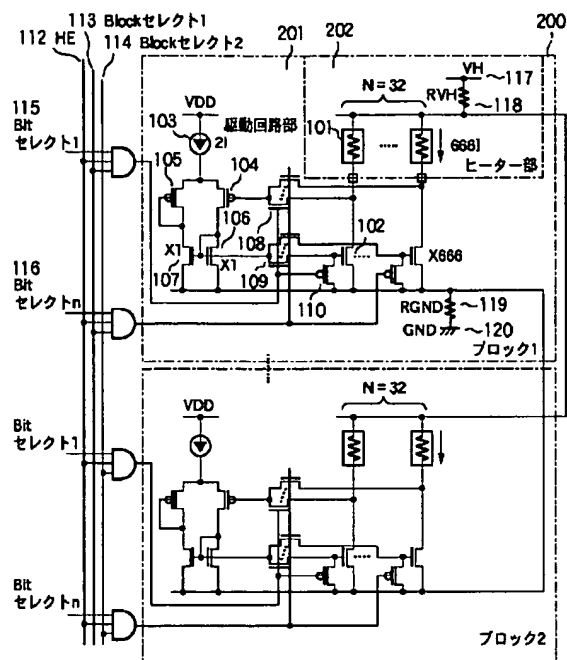 113 Blockセレクト1
112 HE
114 Blockセレクト2
201
202
200
VH
117
RVH
118
N=32
115
Bit
セレクト1
VDD
103
駆動回路部
2I
101
666I
ヒーター部
105
104
106
108
102
X1
107
X1
109
X666
110
116
Bit
セレクトn
RGND
119
GND
120
ブロック1
N=32
VDD
Bit
セレクト1
Bit
セレクトn
ブロック2